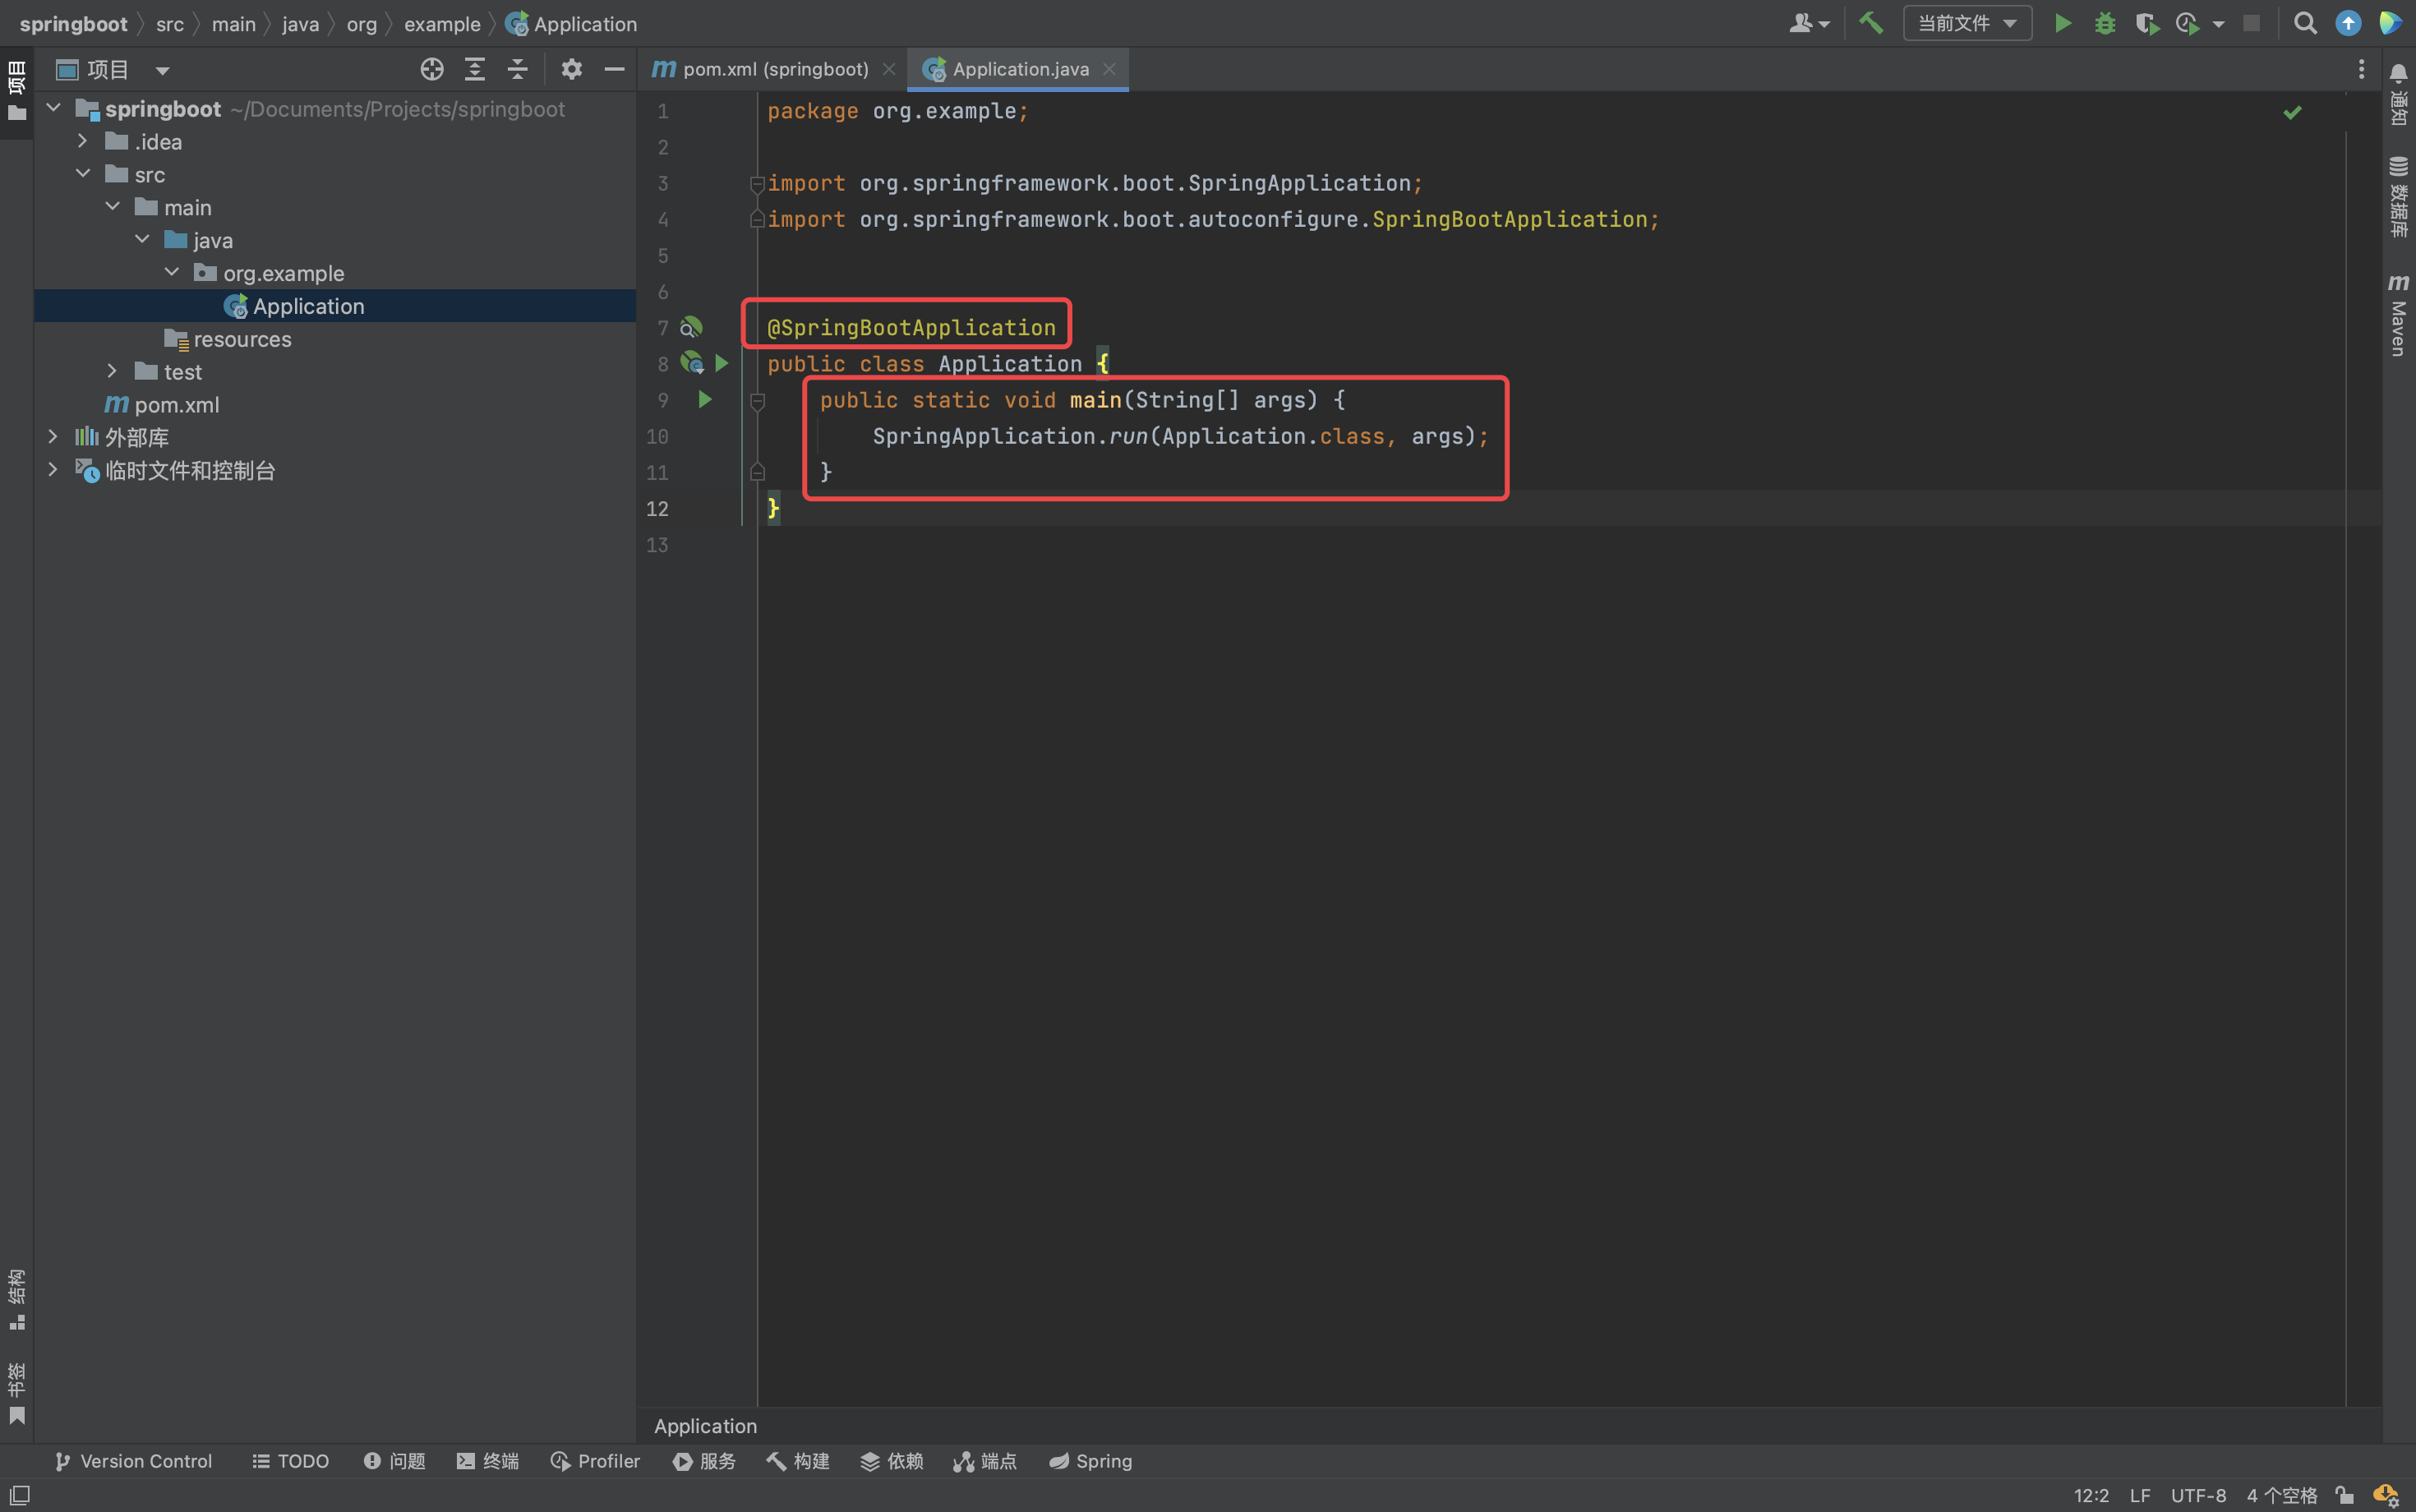 springboot src main java org example Application
当前文件
项目
项目
pom.xml (springboot)
Application.java
springboot ~/Documents/Projects/springboot
.idea
src
main
java
org.example
Application
resources
test
pom.xml
外部库
临时文件和控制台
1 package org.example;
2
3 import org.springframework.boot.SpringApplication;
4 import org.springframework.boot.autoconfigure.SpringBootApplication;
5
6
7 @SpringBootApplication
8 public class Application {
9 public static void main(String[] args) {
10 SpringApplication.run(Application.class, args);
11 }
12 }
13
通知
数据库
Maven
结构
书签
Application
Version Control TODO 问题 终端 Profiler 服务 构建 依赖 端点 Spring
12:2 LF UTF-8 4 个空格